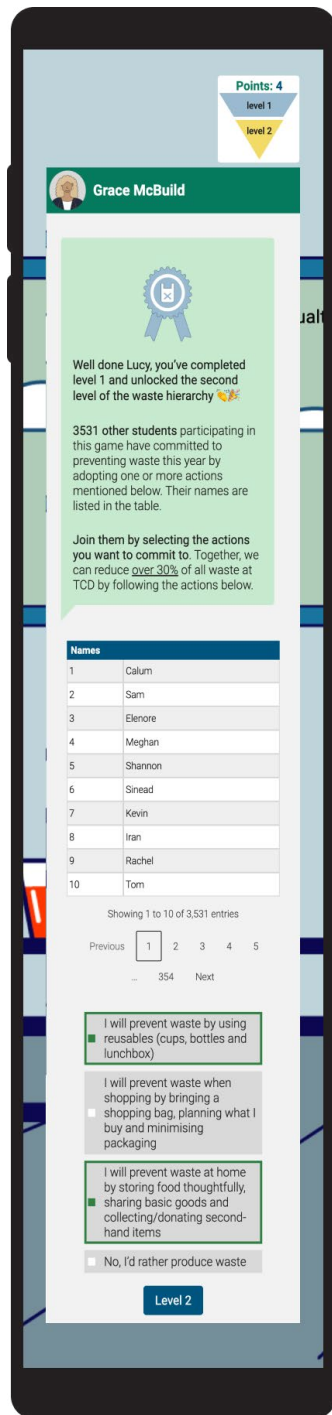 Points: 4
level 1
level 2
Grace McBuild
ualt
Well done Lucy, you've completed
level 1 and unlocked the second
level of the waste hierarchy 👏🎉
3531 other students participating in
this game have committed to
preventing waste this year by
adopting one or more actions
mentioned below. Their names are
listed in the table.
Join them by selecting the actions
you want to commit to. Together, we
can reduce over 30% of all waste at
TCD by following the actions below.
Names
1 Calum
2 Sam
3 Elenore
4 Meghan
5 Shannon
6 Sinead
7 Kevin
8 Iran
9 Rachel
10 Tom
Showing 1 to 10 of 3,531 entries
Previous 1 2 3 4 5
... 354 Next
I will prevent waste by using
reusables (cups, bottles and
lunchbox)
I will prevent waste when
shopping by bringing a
shopping bag, planning what I
buy and minimising
packaging
I will prevent waste at home
by storing food thoughtfully,
sharing basic goods and
collecting/donating second-
hand items
No, I'd rather produce waste
Level 2